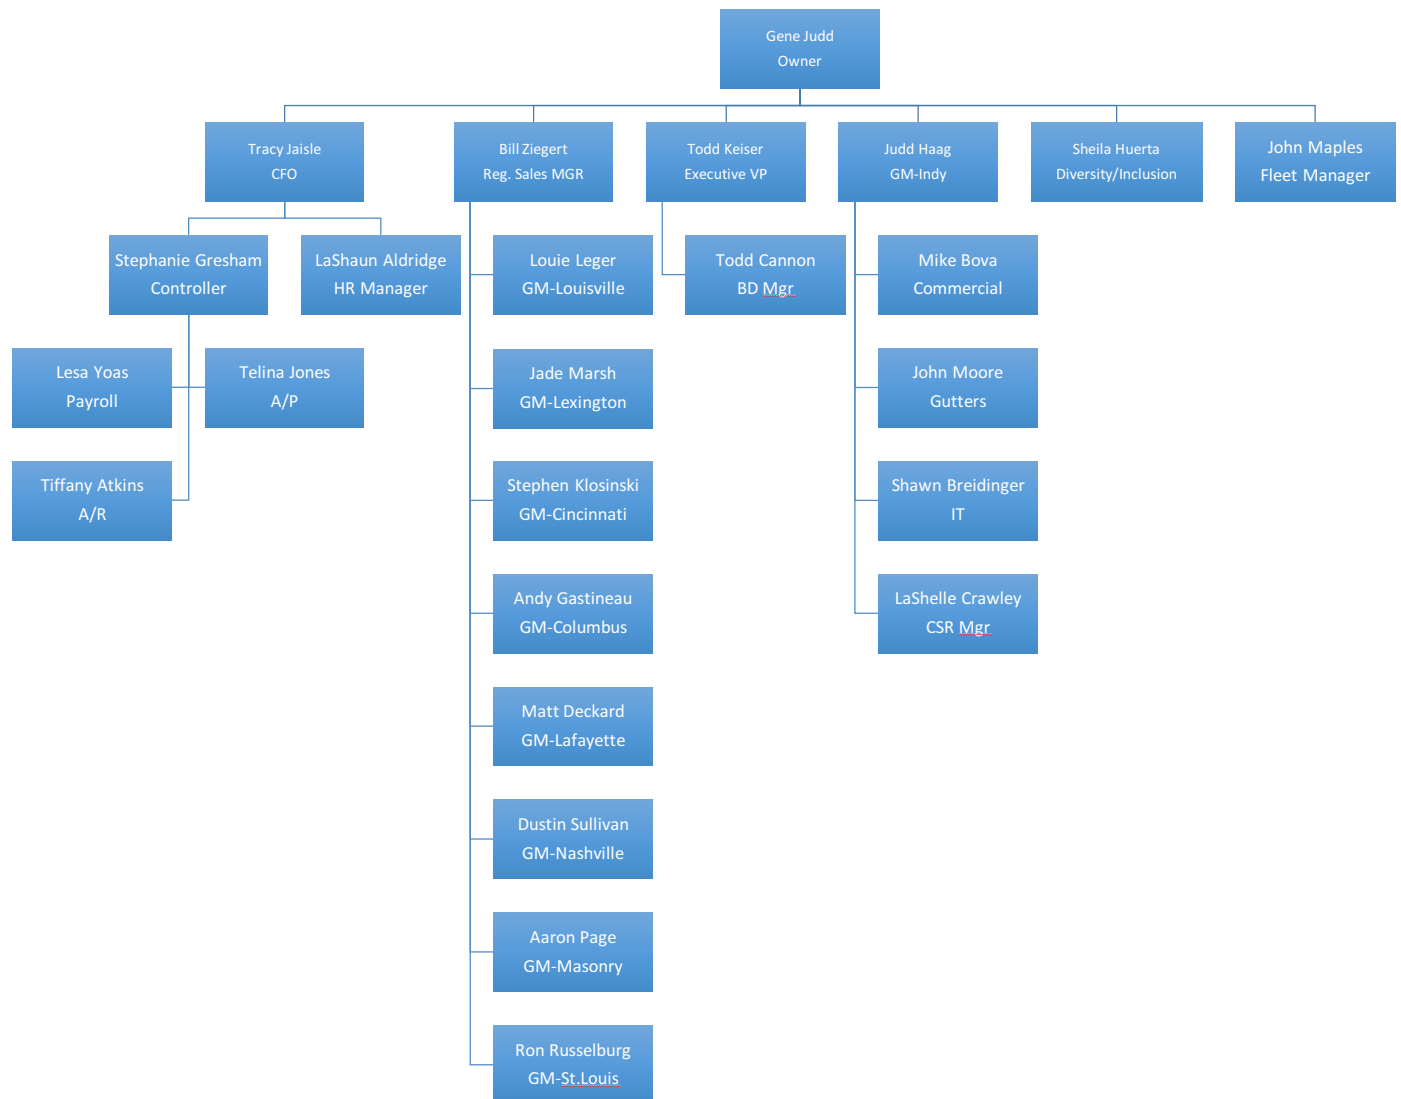 Gene Judd
Owner
Tracy Jaisle
CFO
Bill Ziegert
Reg. Sales MGR
Todd Keiser
Executive VP
Judd Haag
GM-Indy
Sheila Huerta
Diversity/Inclusion
John Maples
Fleet Manager
Stephanie Gresham
Controller
LaShaun Aldridge
HR Manager
Louie Leger
GM-Louisville
Todd Cannon
BD Mgr
Mike Bova
Commercial
Lesa Yoas
Payroll
Telina Jones
A/P
Jade Marsh
GM-Lexington
John Moore
Gutters
Tiffany Atkins
A/R
Stephen Klosinski
GM-Cincinnati
Shawn Breidinger
IT
Andy Gastineau
GM-Columbus
LaShelle Crawley
CSR Mgr
Matt Deckard
GM-Lafayette
Dustin Sullivan
GM-Nashville
Aaron Page
GM-Masonry
Ron Russelburg
GM-St.Louis